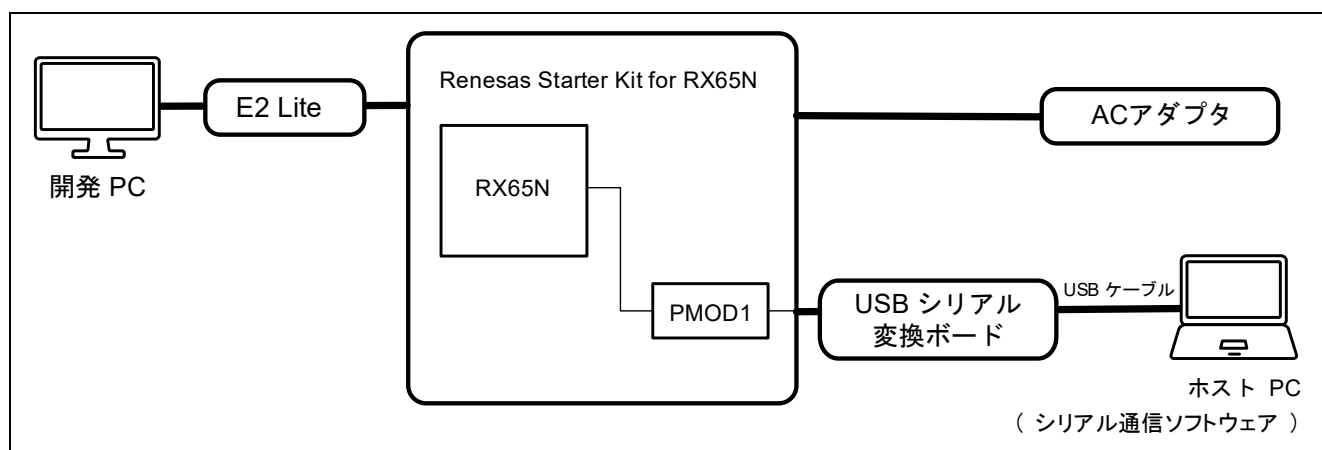 Renesas Starter Kit for RX65N
E2 Lite
ACアダプタ
開発 PC
RX65N
PMOD1
USB シリアル
変換ボード
USB ケーブル
ホスト PC
( シリアル通信ソフトウェア )